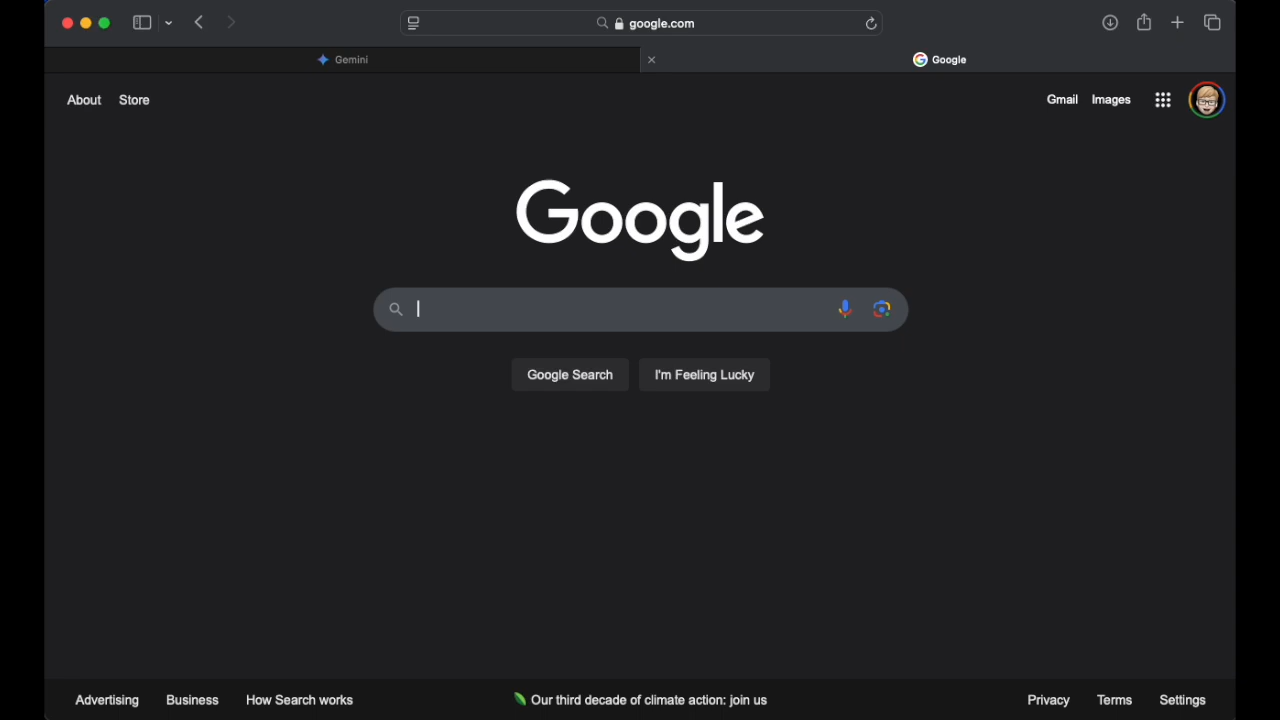 google.com
Gemini
Google
About Store
Gmail Images
Google
Google Search I'm Feeling Lucky
Advertising Business How Search works
Our third decade of climate action: join us
Privacy Terms Settings